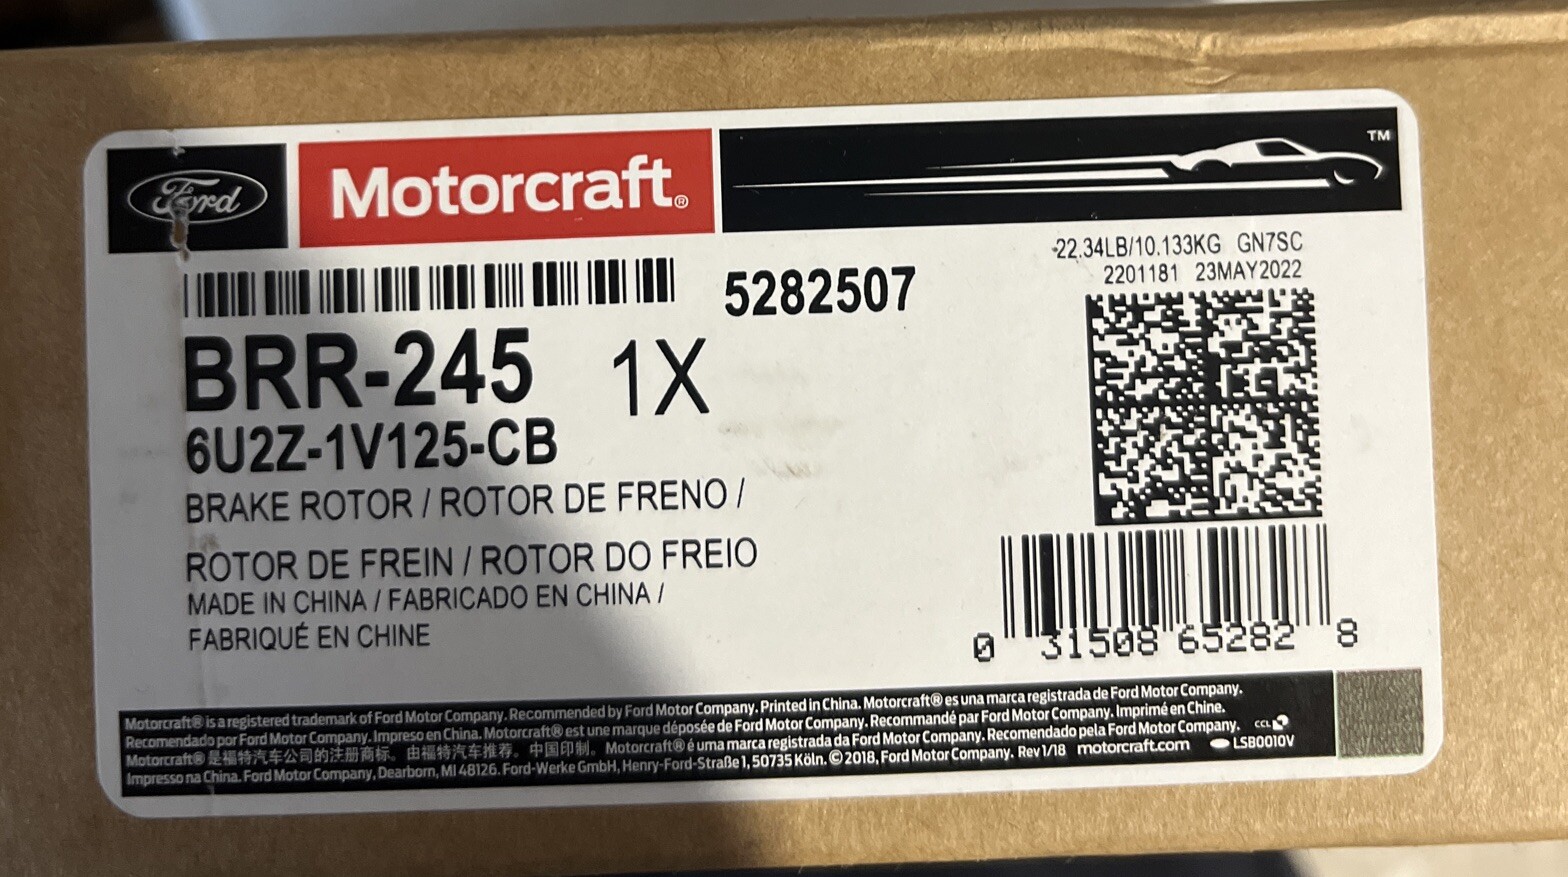 Ford
Motorcraft®
TM
22.34LB/10.133KG GN7SC
2201181 23MAY2022
5282507
BRR-245 1X
6U2Z-1V125-CB
BRAKE ROTOR / ROTOR DE FRENO /
ROTOR DE FREIN / ROTOR DO FREIO
MADE IN CHINA / FABRICADO EN CHINA /
FABRIQUÉ EN CHINE
0 31508 65282 8
Motorcraft® is a registered trademark of Ford Motor Company. Recommended by Ford Motor Company. Printed in China. Motorcraft® es una marca registrada de Ford Motor Company.
Recomendado por Ford Motor Company. Impreso en China. Motorcraft® est une marque déposée de Ford Motor Company. Recommandé par Ford Motor Company. Imprimé en Chine.
Motorcraft® 是福特汽车公司的注册商标。由福特汽车推荐。中国印制。 Motorcraft® é uma marca registrada da Ford Motor Company. Recomendado pela Ford Motor Company.
Impresso na China. Ford Motor Company, Dearborn, MI 48126. Ford-Werke GmbH, Henry-Ford-Straße 1, 50735 Köln. © 2018, Ford Motor Company. Rev 1/18 motorcraft.com
CCL
LSB0010V